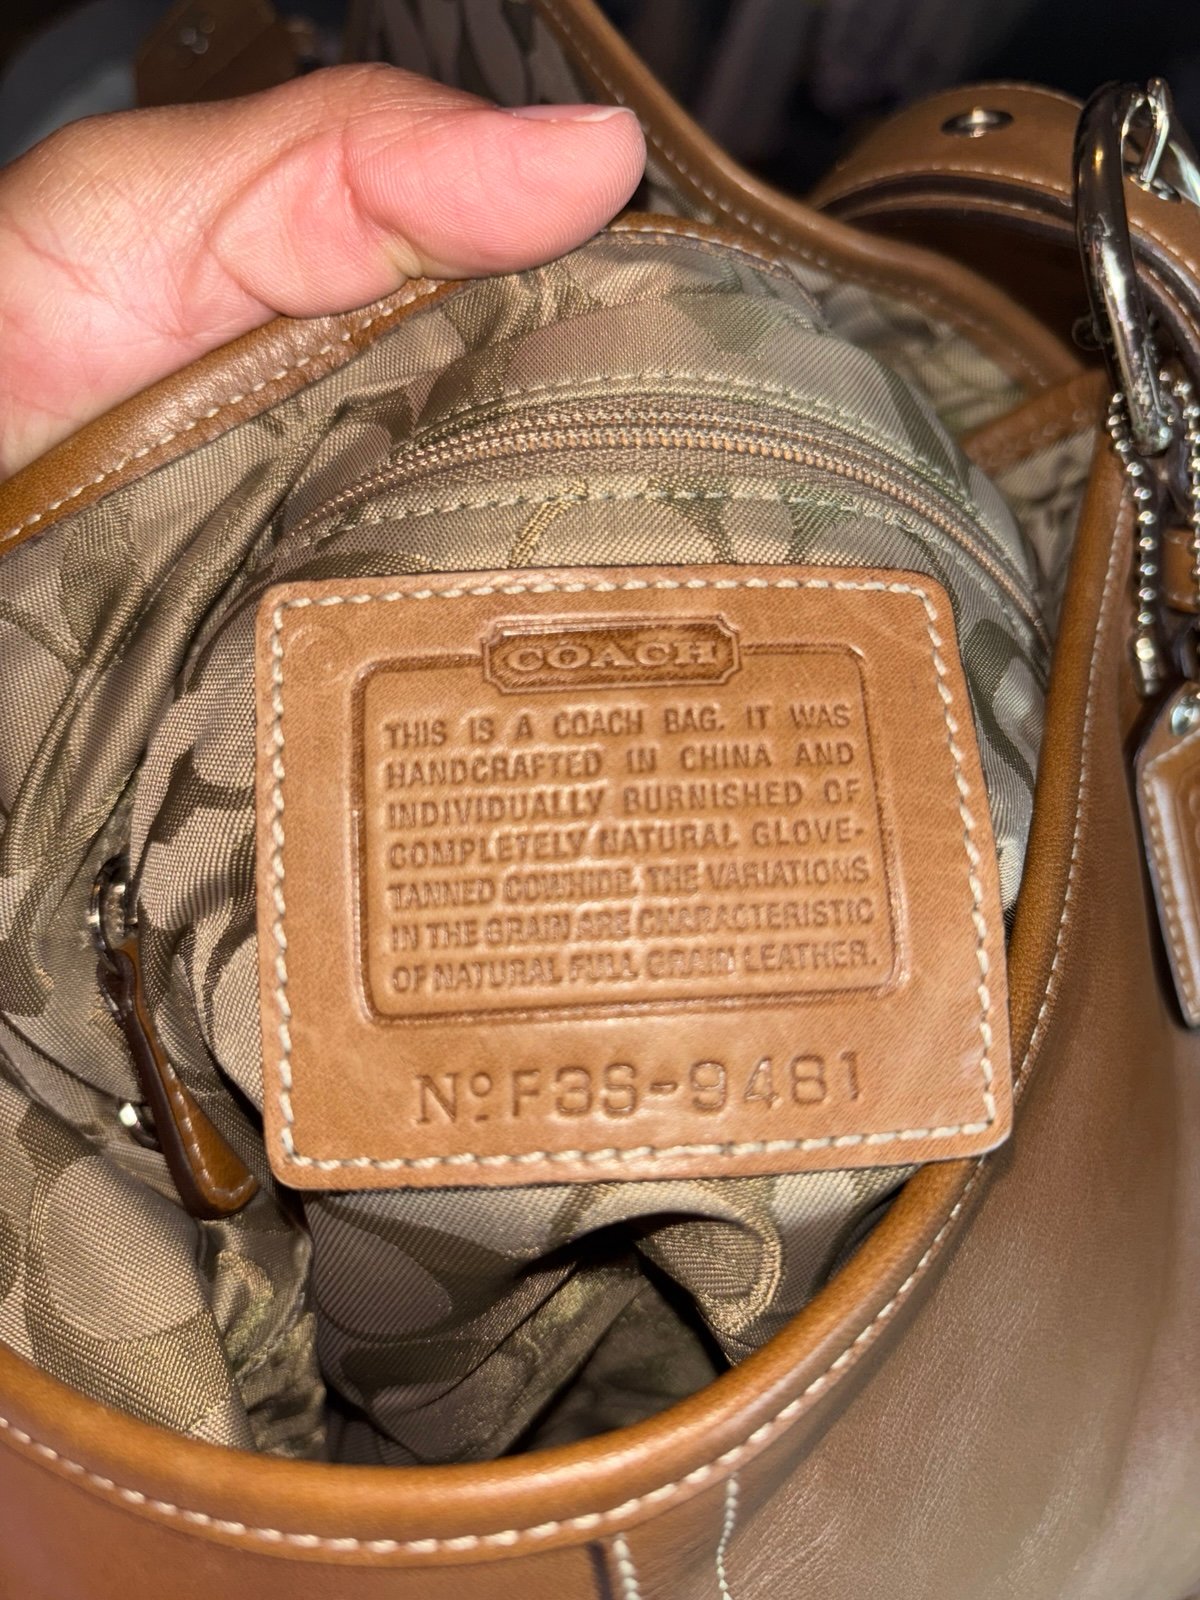 COACH
THIS IS A COACH BAG. IT WAS
HANDCRAFTED IN CHINA AND
INDIVIDUALLY BURNISHED OF
COMPLETELY NATURAL GLOVE-
TANNED COWHIDE. THE VARIATIONS
IN THE GRAIN ARE CHARACTERISTIC
OF NATURAL FULL GRAIN LEATHER.
Nº F3S-9481